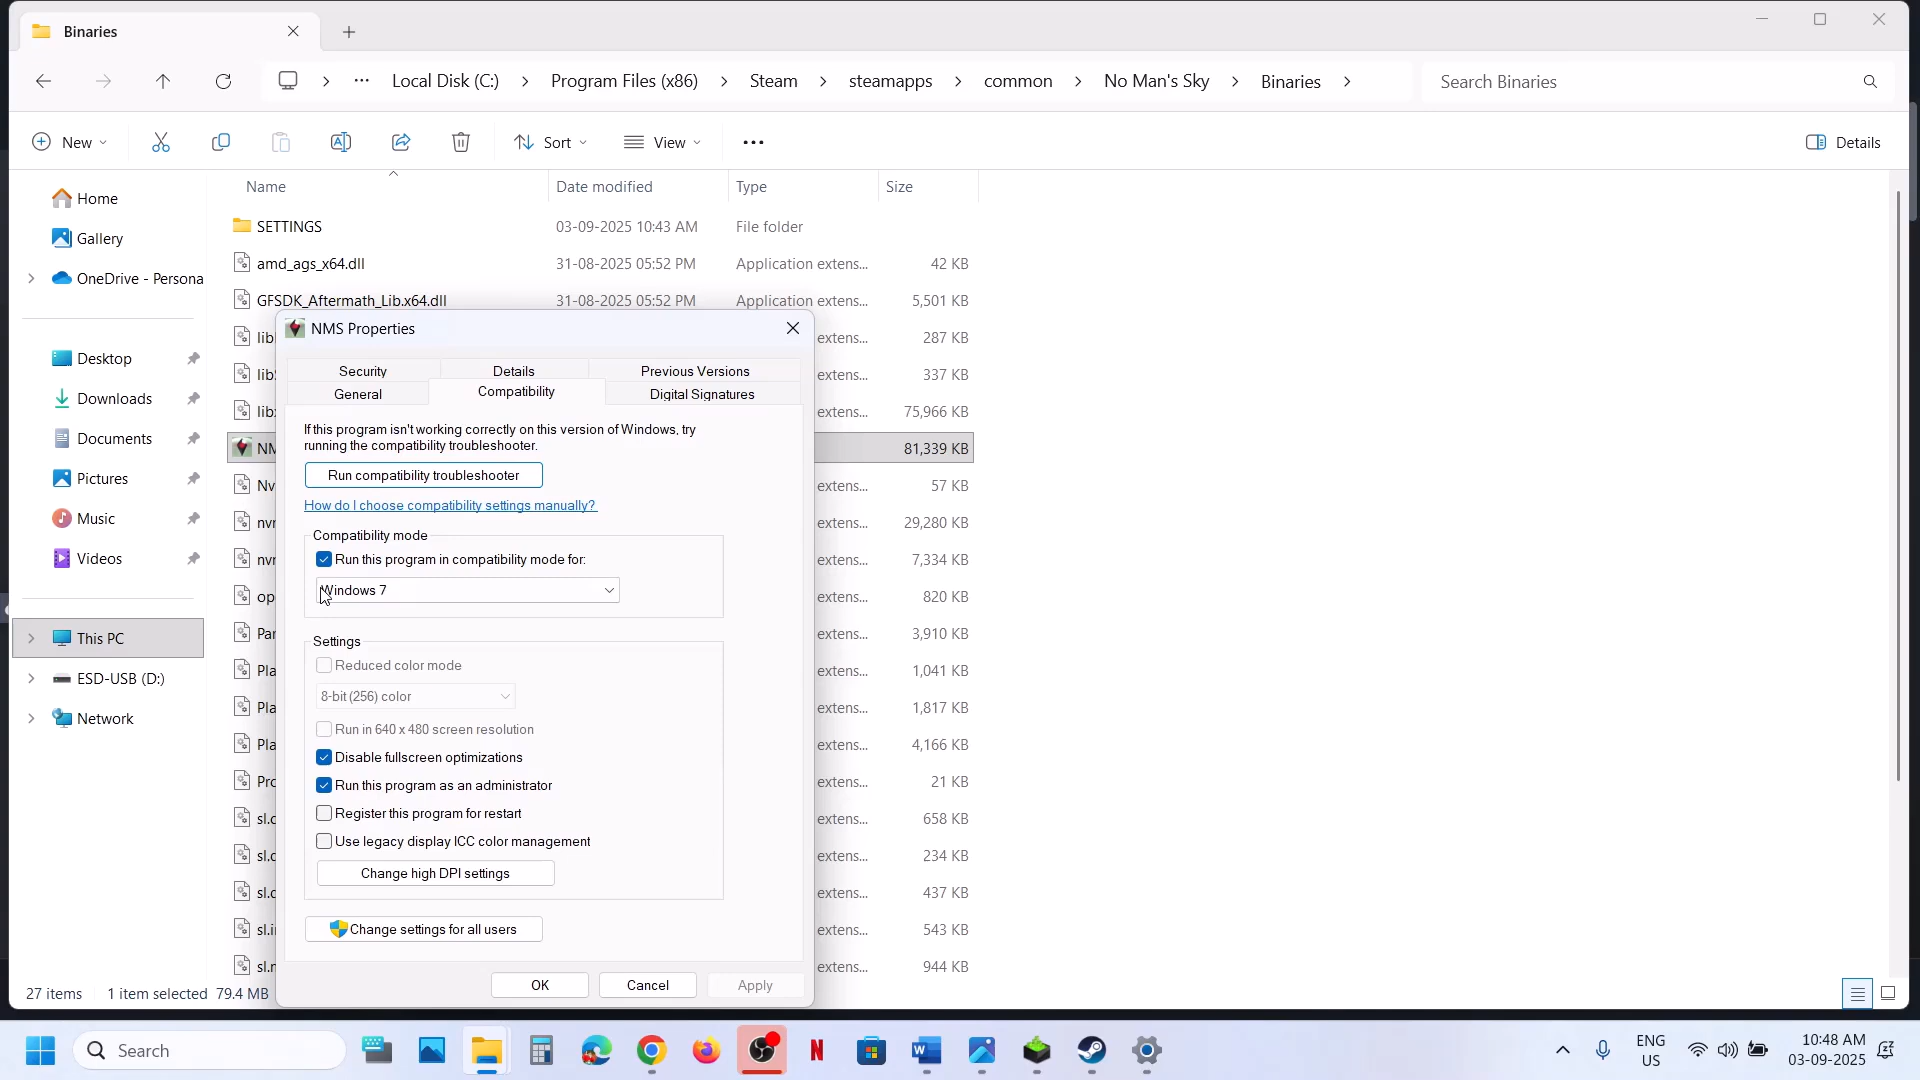 Binaries
Local Disk (C:)
Program Files (x86)
Steam
steamapps
common
No Man's Sky
Binaries
Search Binaries
New
Sort
View
Details
Name
Date modified
Type
Size
Home
Gallery
OneDrive - Persona
Desktop
Downloads
Documents
Pictures
Music
Videos
This PC
ESD-USB (D:)
Network
SETTINGS 03-09-2025 10:43 AM File folder
amd_ags_x64.dll 31-08-2025 05:52 PM Application extens... 42 KB
GFSDK_Aftermath_Lib.x64.dll 31-08-2025 05:52 PM Application extens... 5,501 KB
extens... 287 KB
extens... 337 KB
extens... 75,966 KB
81,339 KB
Nv extens... 57 KB
extens... 29,280 KB
extens... 7,334 KB
op extens... 820 KB
extens... 3,910 KB
Pla extens... 1,041 KB
Pla extens... 1,817 KB
Pla extens... 4,166 KB
extens... 21 KB
extens... 658 KB
extens... 234 KB
extens... 437 KB
extens... 543 KB
extens... 944 KB
NMS Properties
Security
Details
Previous Versions
General
Compatibility
Digital Signatures
If this program isn't working correctly on this version of Windows, try
running the compatibility troubleshooter.
Run compatibility troubleshooter
How do I choose compatibility settings manually?
Compatibility mode
Run this program in compatibility mode for:
Windows 7
Settings
Reduced color mode
8-bit (256) color
Run in 640 x 480 screen resolution
Disable fullscreen optimizations
Run this program as an administrator
Register this program for restart
Use legacy display ICC color management
Change high DPI settings
Change settings for all users
OK
Cancel
Apply
27 items
1 item selected 79.4 MB
Search
ENG
US
10:48 AM
03-09-2025